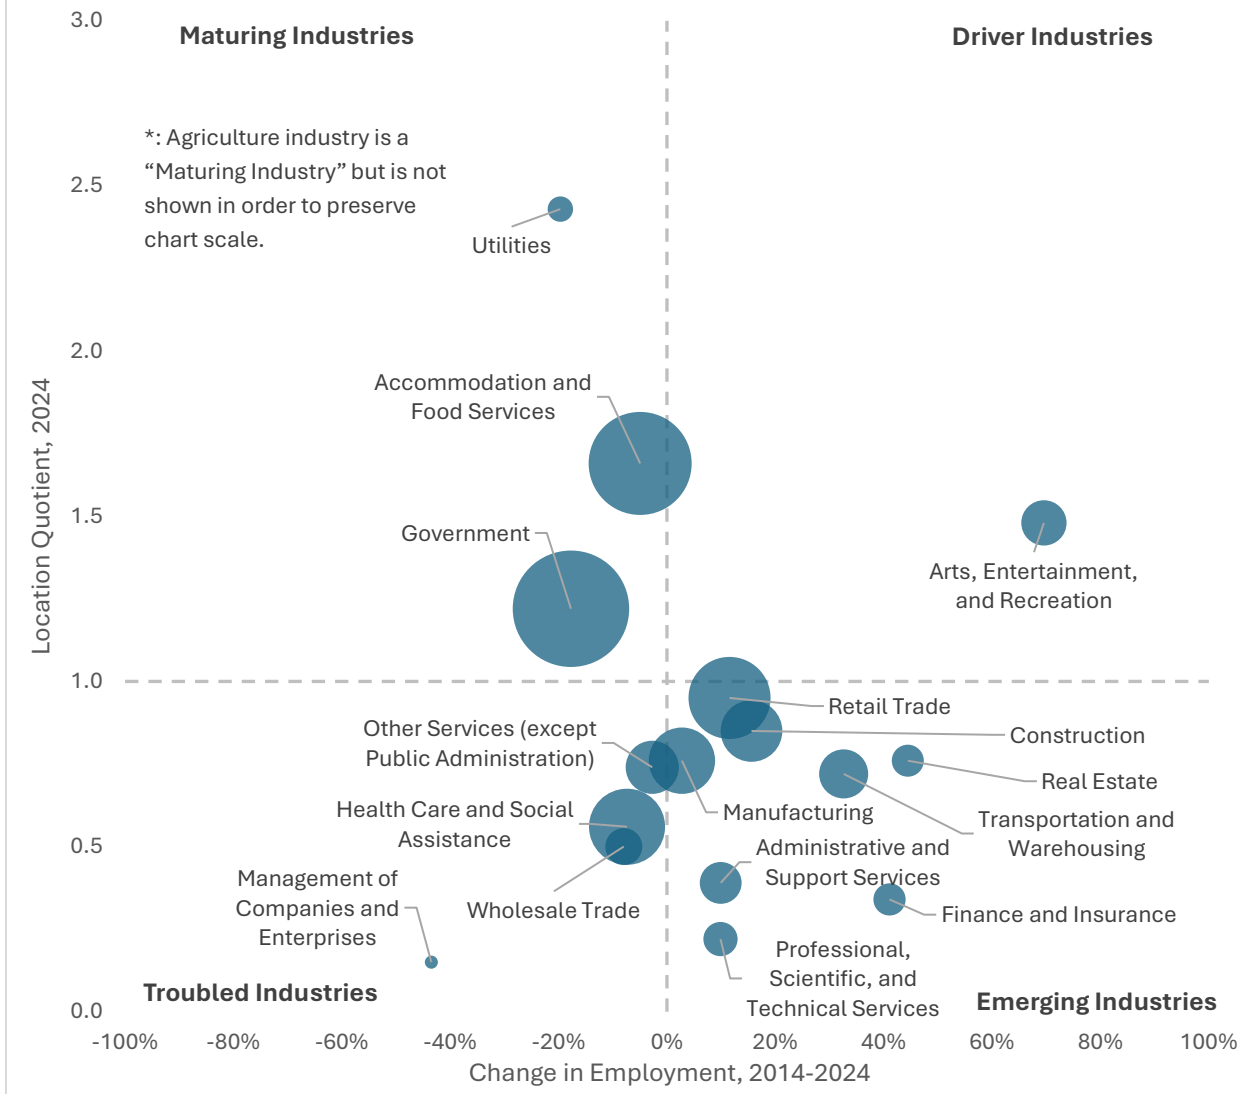 3.0
Maturing Industries
Driver Industries
*: Agriculture industry is a
“Maturing Industry” but is not
shown in order to preserve
chart scale.
2.5
Utilities
2.0
Accommodation and
Food Services
Location Quotient, 2024
1.5
Government
Arts, Entertainment,
and Recreation
1.0
Retail Trade
Other Services (except
Public Administration)
Construction
Real Estate
Health Care and Social
Assistance
Manufacturing
Transportation and
Warehousing
0.5
Administrative and
Support Services
Management of
Companies and
Enterprises
Wholesale Trade
Finance and Insurance
Professional,
Scientific, and
Technical Services
Troubled Industries
Emerging Industries
0.0
-100% -80% -60% -40% -20% 0% 20% 40% 60% 80% 100%
Change in Employment, 2014-2024